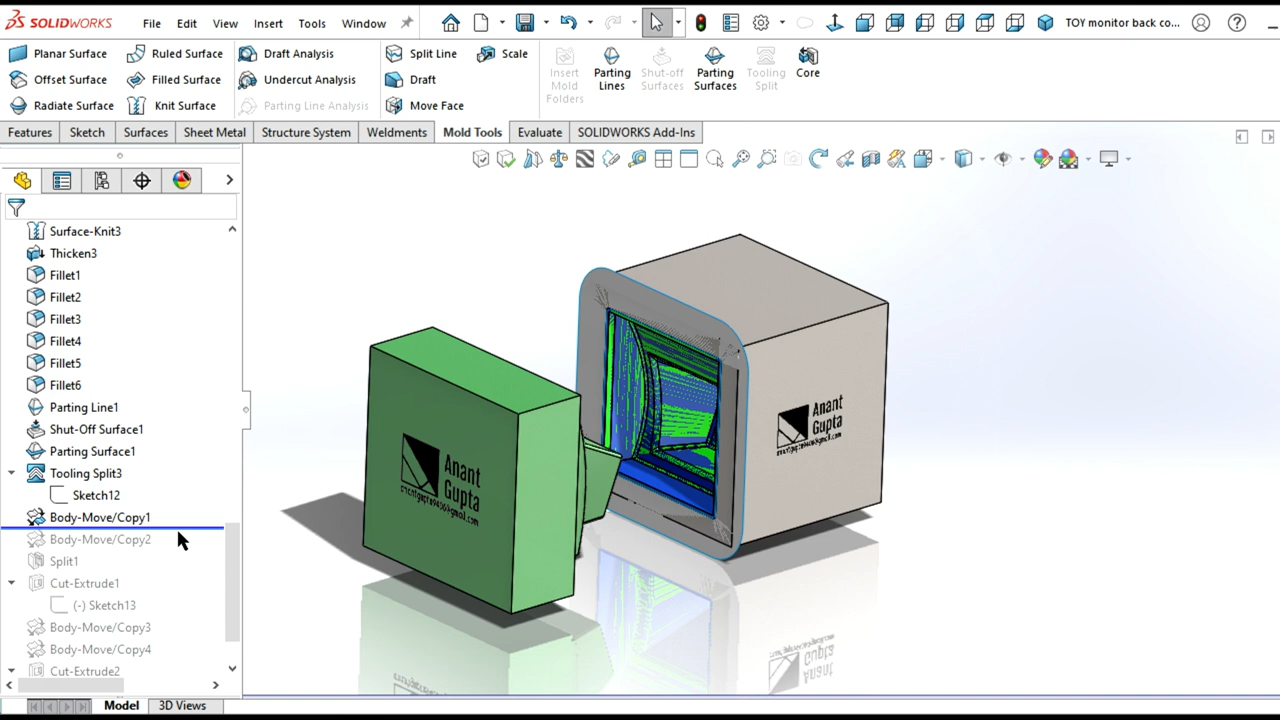 SOLIDWORKS
File Edit View Insert Tools Window
TOY monitor back co...
Planar Surface Ruled Surface Draft Analysis Split Line Scale
Offset Surface Filled Surface Undercut Analysis Draft
Radiate Surface Knit Surface Parting Line Analysis Move Face
Insert Mold Folders
Parting Lines
Shut-off Surfaces
Parting Surfaces
Tooling Split
Core
Features Sketch Surfaces Sheet Metal Structure System Weldments Mold Tools Evaluate SOLIDWORKS Add-Ins
Surface-Knit3
Thicken3
Fillet1
Fillet2
Fillet3
Fillet4
Fillet5
Fillet6
Parting Line1
Shut-Off Surface1
Parting Surface1
Tooling Split3
Sketch12
Body-Move/Copy1
Body-Move/Copy2
Split1
Cut-Extrude1
(-) Sketch13
Body-Move/Copy3
Body-Move/Copy4
Cut-Extrude2
Anant
Gupta
Anant
Gupta
Model 3D Views